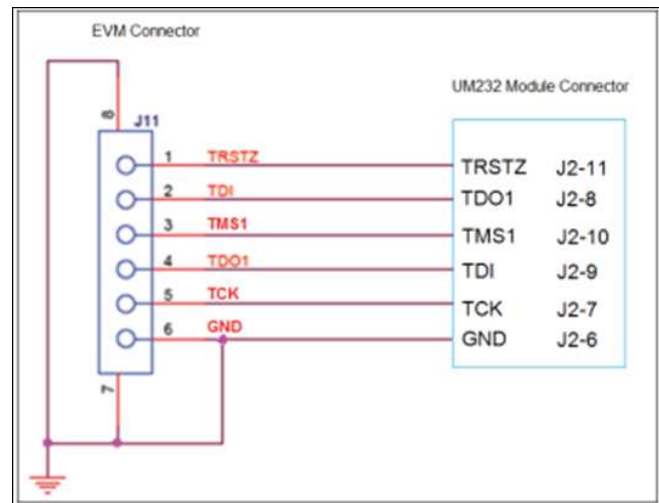 EVM Connector
UM232 Module Connector
8
J11
1 TRSTZ TRSTZ J2-11
2 TDI TDO1 J2-8
3 TMS1 TMS1 J2-10
4 TDO1 TDI J2-9
5 TCK TCK J2-7
6 GND GND J2-6
7